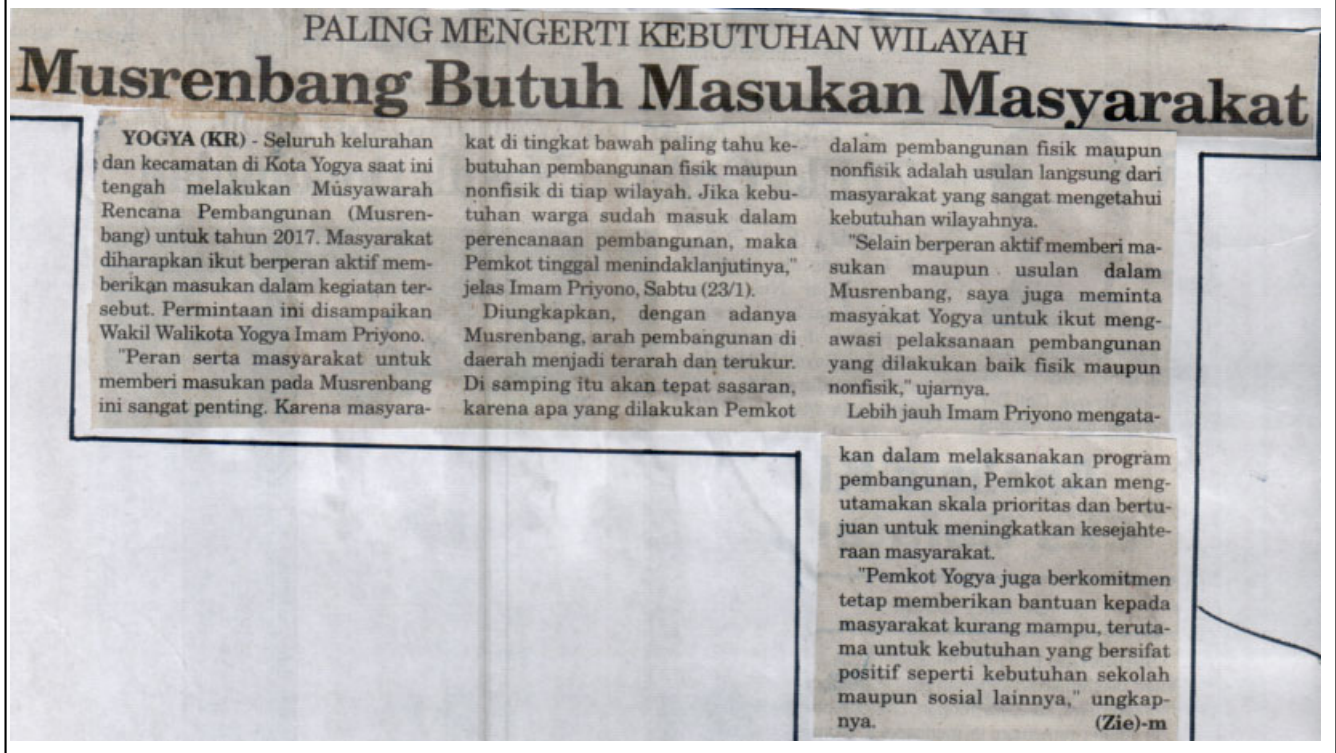 PALING MENGERTI KEBUTUHAN WILAYAH
Musrenbang Butuh Masukan Masyarakat
YOGYA (KR) - Seluruh kelurahan
dan kecamatan di Kota Yogya saat ini
tengah melakukan Musyawarah
Rencana Pembangunan (Musren-
bang) untuk tahun 2017. Masyarakat
diharapkan ikut berperan aktif mem-
berikan masukan dalam kegiatan ter-
sebut. Permintaan ini disampaikan
Wakil Walikota Yogya Imam Priyono.
"Peran serta masyarakat untuk
memberi masukan pada Musrenbang
ini sangat penting. Karena masyara-
kat di tingkat bawah paling tahu ke-
butuhan pembangunan fisik maupun
nonfisik di tiap wilayah. Jika kebu-
tuhan warga sudah masuk dalam
perencanaan pembangunan, maka
Pemkot tinggal menindaklanjutinya,"
jelas Imam Priyono, Sabtu (23/1).
Diungkapkan, dengan adanya
Musrenbang, arah pembangunan di
daerah menjadi terarah dan terukur.
Di samping itu akan tepat sasaran,
karena apa yang dilakukan Pemkot
dalam pembangunan fisik maupun
nonfisik adalah usulan langsung dari
masyarakat yang sangat mengetahui
kebutuhan wilayahnya.
"Selain berperan aktif memberi ma-
sukan maupun usulan dalam
Musrenbang, saya juga meminta
masyakat Yogya untuk ikut meng-
awasi pelaksanaan pembangunan
yang dilakukan baik fisik maupun
nonfisik," ujarnya.
Lebih jauh Imam Priyono mengata-
kan dalam melaksanakan program
pembangunan, Pemkot akan meng-
utamakan skala prioritas dan bertu-
juan untuk meningkatkan kesejahte-
raan masyarakat.
"Pemkot Yogya juga berkomitmen
tetap memberikan bantuan kepada
masyarakat kurang mampu, teruta-
ma untuk kebutuhan yang bersifat
positif seperti kebutuhan sekolah
maupun sosial lainnya," ungkap-
nya. (Zie)-m